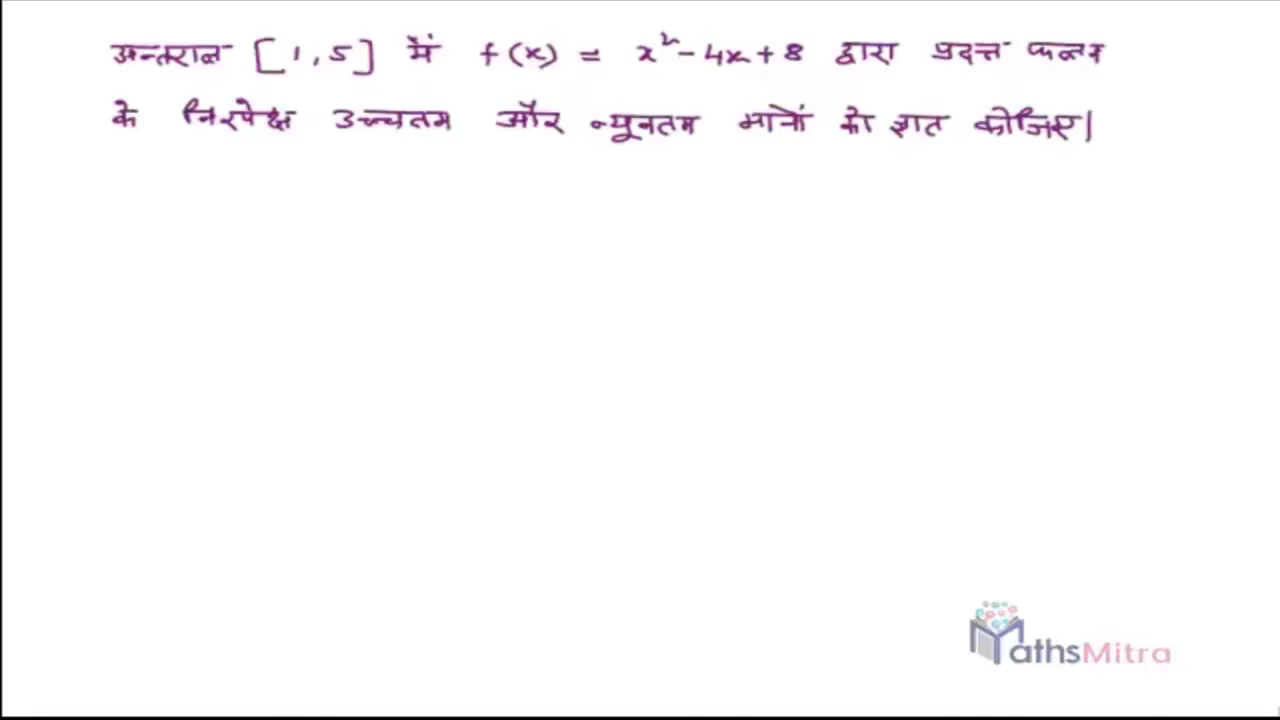 अन्तराल [1, 5] में f(x) = x² - 4x + 8 द्वारा प्रदत्त फलन
के निरपेक्ष उच्चतम और न्यूनतम मानों को ज्ञात कीजिए।
MathsMitra